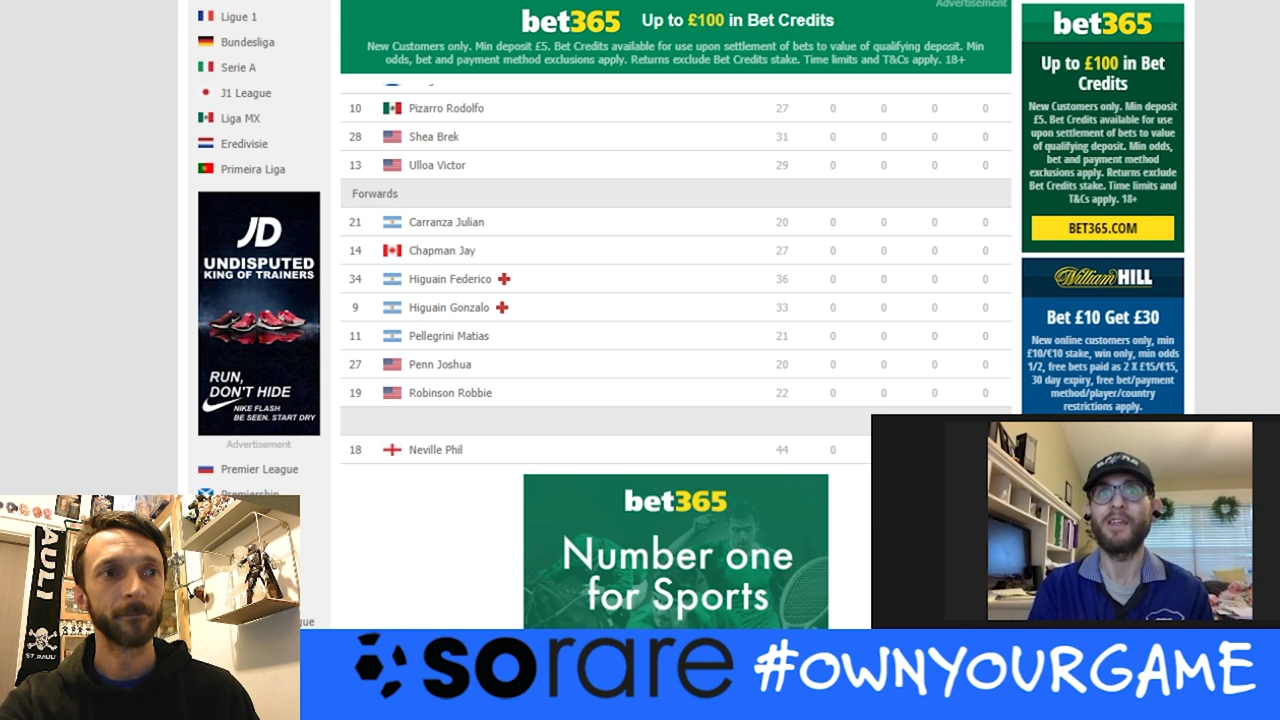 Ligue 1
Bundesliga
Serie A
J1 League
Liga MX
Eredivisie
Primeira Liga
JD
UNDISPUTED
KING OF TRAINERS
RUN,
DON'T HIDE
NIKE FLASH
BE SEEN. START DRY
Advertisement
Premier League
Premiership
Advertisement
bet365 Up to £100 in Bet Credits
New Customers only. Min deposit £5. Bet Credits available for use upon settlement of bets to value of qualifying deposit. Min
odds, bet and payment method exclusions apply. Returns exclude Bet Credits stake. Time limits and T&Cs apply. 18+
10 Pizarro Rodolfo 27 0 0 0 0
28 Shea Brek 31 0 0 0 0
13 Ulloa Victor 29 0 0 0 0
Forwards
21 Carranza Julian 20 0 0 0 0
14 Chapman Jay 27 0 0 0 0
34 Higuain Federico 36 0 0 0 0
9 Higuain Gonzalo 33 0 0 0 0
11 Pellegrini Matias 21 0 0 0 0
27 Penn Joshua 20 0 0 0 0
19 Robinson Robbie 22 0 0 0 0
18 Neville Phil 44 0
bet365
Number one
for Sports
bet365
Up to £100 in Bet
Credits
New Customers only. Min deposit
£5. Bet Credits available for use
upon settlement of bets to value
of qualifying deposit. Min odds,
bet and payment method
exclusions apply. Returns exclude
Bet Credits stake. Time limits and
T&Cs apply. 18+
BET365.COM
William HILL
Bet £10 Get £30
New online customers only, min
£10/€10 stake, win only, min odds
1/2, free bets paid as 2 X £15/€15,
30 day expiry, free bet/payment
method/player/country
restrictions apply.
AULI
ST. PAULI
gue
sorare #OWNYOURGAME